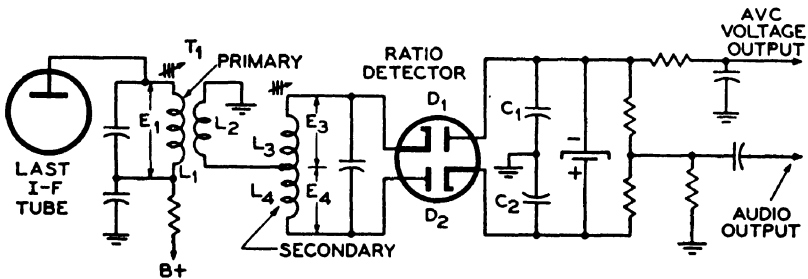 AVC
VOLTAGE
OUTPUT
T1
PRIMARY
RATIO
DETECTOR
D1
E1
L2
E3
L3
C1
-
LAST
I-F
TUBE
L1
L4
E4
C2
+
D2
SECONDARY
AUDIO
OUTPUT
B+